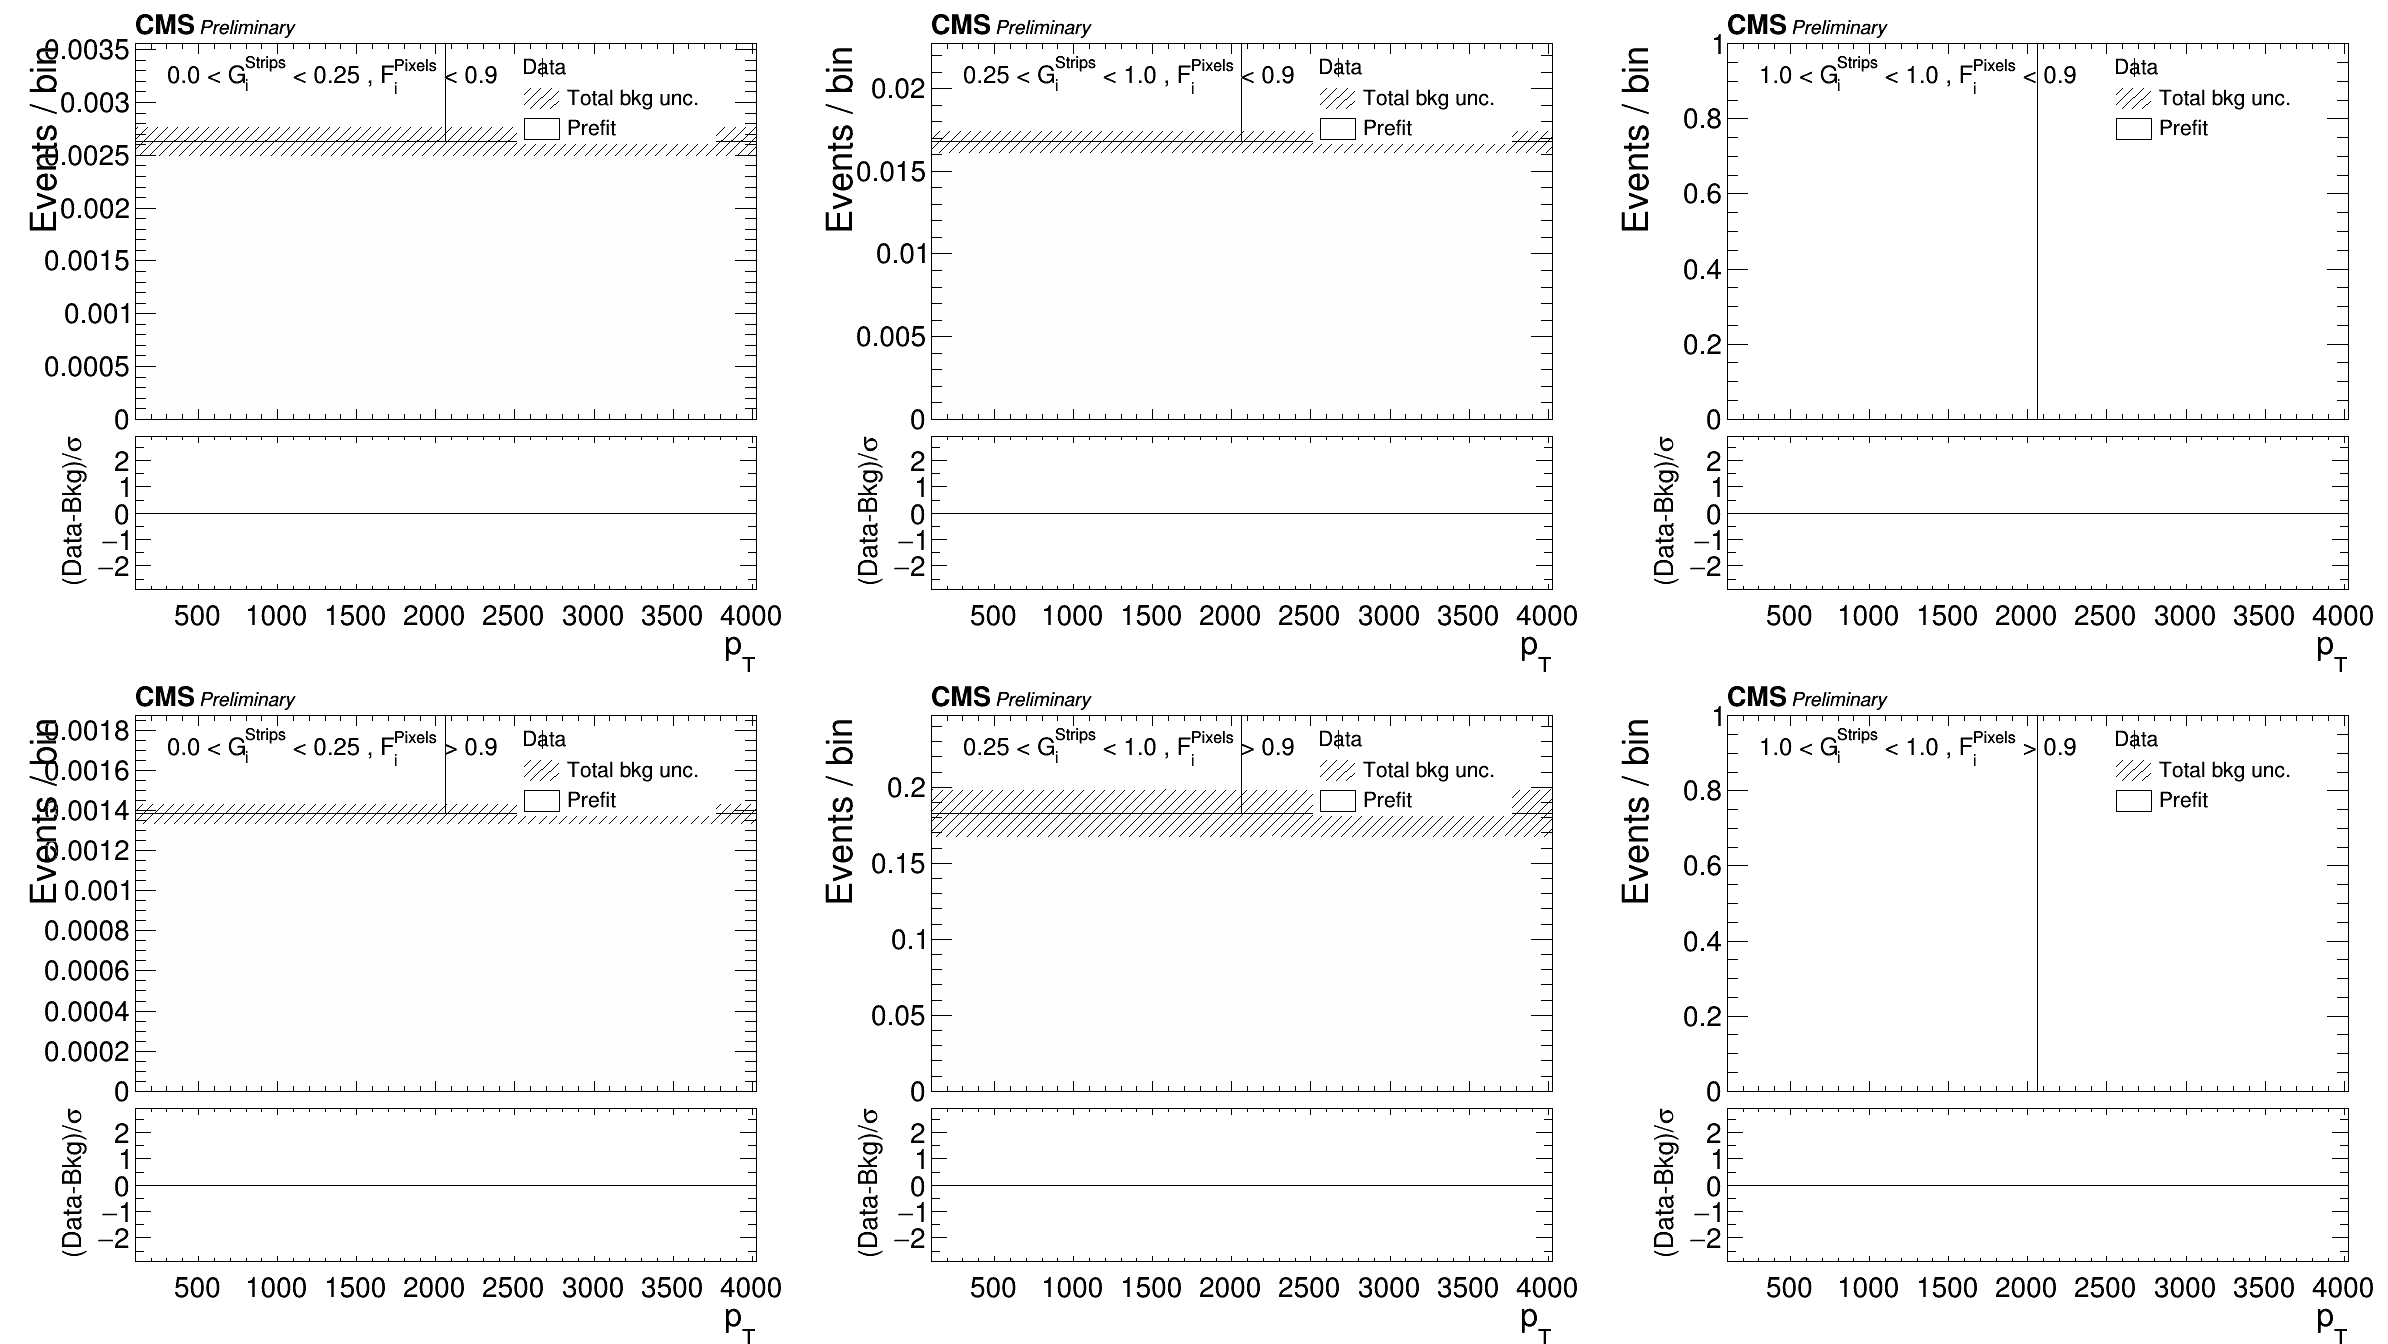 CMS Preliminary
0.0035
0.003
0.0025
0.002
0.0015
0.001
0.0005
0
Events / bin
0.0 < G_i^Strips < 0.25 , F_i^Pixels < 0.9
Data
Total bkg unc.
Prefit
2
1
0
−1
−2
(Data-Bkg)/σ
500 1000 1500 2000 2500 3000 3500 4000
p_T
CMS Preliminary
0.02
0.015
0.01
0.005
0
Events / bin
0.25 < G_i^Strips < 1.0 , F_i^Pixels < 0.9
Data
Total bkg unc.
Prefit
2
1
0
−1
−2
(Data-Bkg)/σ
500 1000 1500 2000 2500 3000 3500 4000
p_T
CMS Preliminary
1
0.8
0.6
0.4
0.2
0
Events / bin
1.0 < G_i^Strips < 1.0 , F_i^Pixels < 0.9
Data
Total bkg unc.
Prefit
2
1
0
−1
−2
(Data-Bkg)/σ
500 1000 1500 2000 2500 3000 3500 4000
p_T
CMS Preliminary
0.0018
0.0016
0.0014
0.0012
0.001
0.0008
0.0006
0.0004
0.0002
0
Events / bin
0.0 < G_i^Strips < 0.25 , F_i^Pixels > 0.9
Data
Total bkg unc.
Prefit
2
1
0
−1
−2
(Data-Bkg)/σ
500 1000 1500 2000 2500 3000 3500 4000
p_T
CMS Preliminary
0.2
0.15
0.1
0.05
0
Events / bin
0.25 < G_i^Strips < 1.0 , F_i^Pixels > 0.9
Data
Total bkg unc.
Prefit
2
1
0
−1
−2
(Data-Bkg)/σ
500 1000 1500 2000 2500 3000 3500 4000
p_T
CMS Preliminary
1
0.8
0.6
0.4
0.2
0
Events / bin
1.0 < G_i^Strips < 1.0 , F_i^Pixels > 0.9
Data
Total bkg unc.
Prefit
2
1
0
−1
−2
(Data-Bkg)/σ
500 1000 1500 2000 2500 3000 3500 4000
p_T